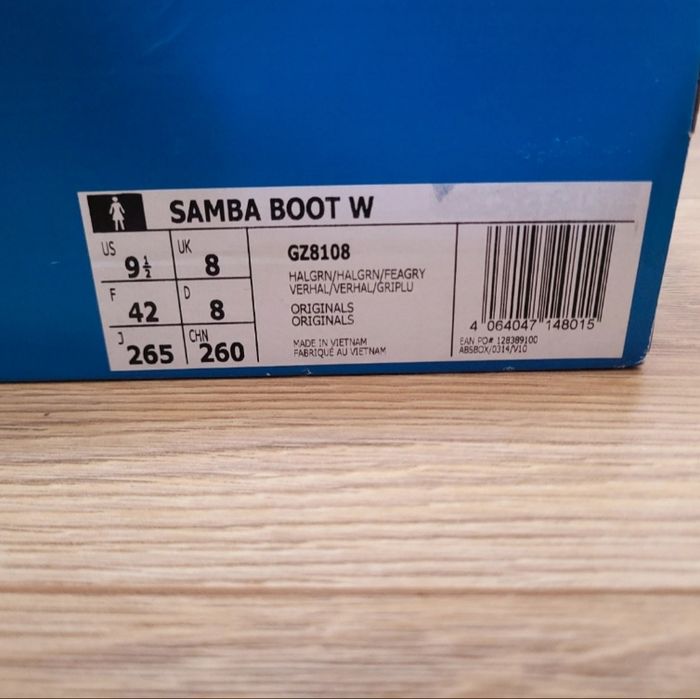 SAMBA BOOT W
US 9½ UK 8
F 42 D 8
J 265 CHN 260
GZ8108
HALGRN/HALGRN/FEAGRY
VERHAL/VERHAL/GRIPLU
ORIGINALS
ORIGINALS
MADE IN VIETNAM
FABRIQUÉ AU VIETNAM
4 064047 148015
EAN PO# 128389100
ABSBOX/0314/V10